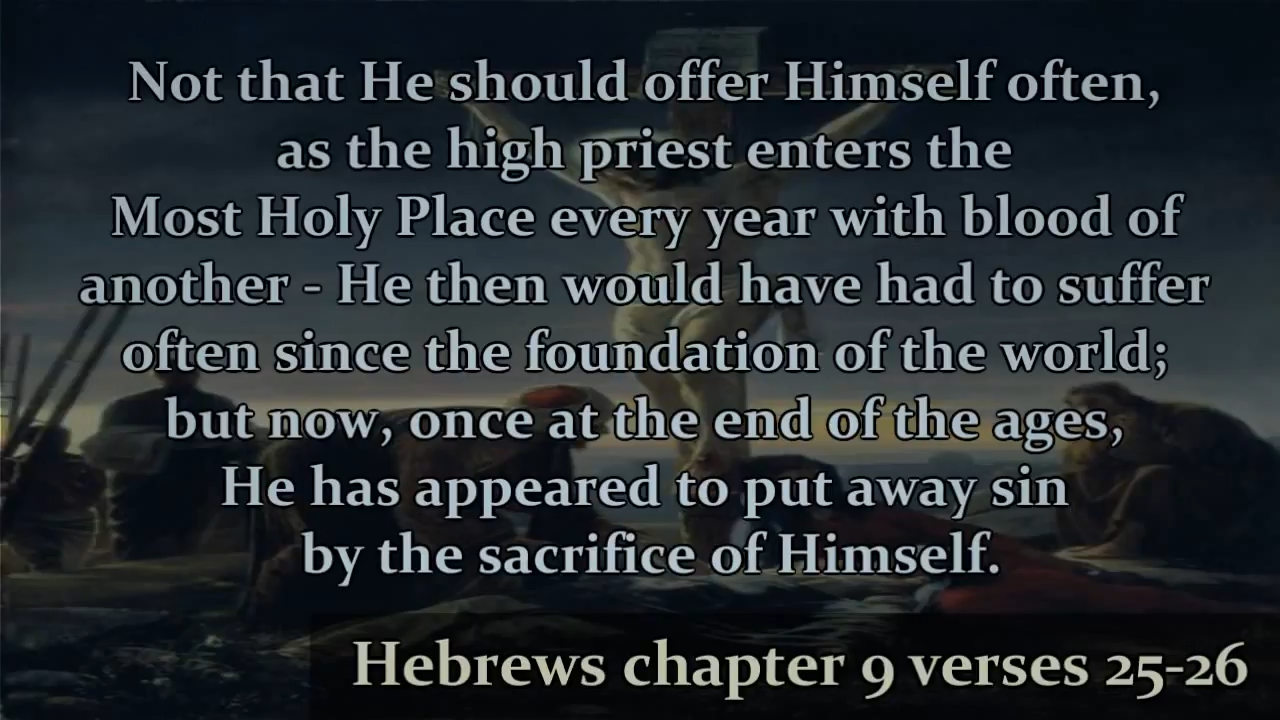 Not that He should offer Himself often,
as the high priest enters the
Most Holy Place every year with blood of
another - He then would have had to suffer
often since the foundation of the world;
but now, once at the end of the ages,
He has appeared to put away sin
by the sacrifice of Himself.
Hebrews chapter 9 verses 25-26